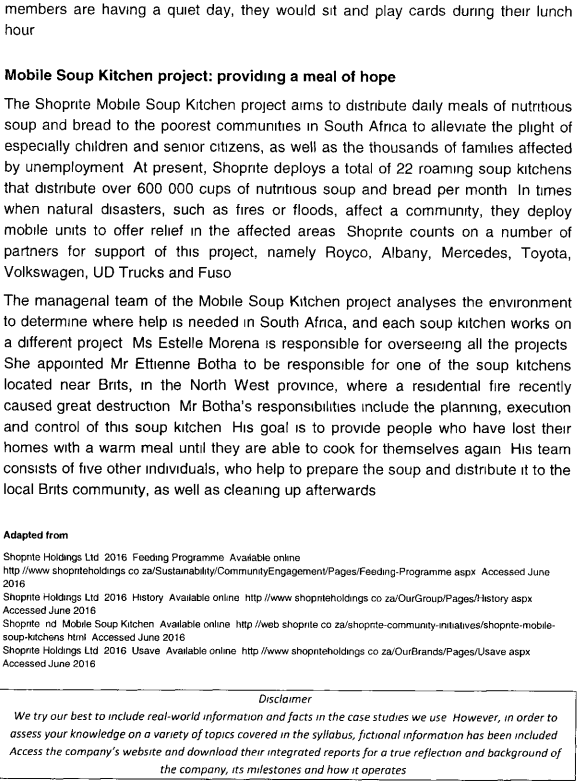 members are having a quiet day, they would sit and play cards during their lunch
hour
Mobile Soup Kitchen project: providing a meal of hope
The Shoprite Mobile Soup Kitchen project aims to distribute daily meals of nutritious
soup and bread to the poorest communities in South Africa to alleviate the plight of
especially children and senior citizens, as well as the thousands of families affected
by unemployment At present, Shoprite deploys a total of 22 roaming soup kitchens
that distribute over 600 000 cups of nutritious soup and bread per month In times
when natural disasters, such as fires or floods, affect a community, they deploy
mobile units to offer relief in the affected areas Shoprite counts on a number of
partners for support of this project, namely Royco, Albany, Mercedes, Toyota,
Volkswagen, UD Trucks and Fuso
The managerial team of the Mobile Soup Kitchen project analyses the environment
to determine where help is needed in South Africa, and each soup kitchen works on
a different project Ms Estelle Morena is responsible for overseeing all the projects
She appointed Mr Ettienne Botha to be responsible for one of the soup kitchens
located near Brits, in the North West province, where a residential fire recently
caused great destruction Mr Botha's responsibilities include the planning, execution
and control of this soup kitchen His goal is to provide people who have lost their
homes with a warm meal until they are able to cook for themselves again His team
consists of five other individuals, who help to prepare the soup and distribute it to the
local Brits community, as well as cleaning up afterwards
Adapted from
Shoprite Holdings Ltd 2016 Feeding Programme Available online
http //www shopriteholdings co za/Sustainability/CommunityEngagement/Pages/Feeding-Programme aspx Accessed June
2016
Shoprite Holdings Ltd 2016 History Available online http //www shopriteholdings co za/OurGroup/Pages/History aspx
Accessed June 2016
Shoprite nd Mobile Soup Kitchen Available online http //web shoprite co za/shoprite-community-initiatives/shoprite-mobile-
soup-kitchens html Accessed June 2016
Shoprite Holdings Ltd 2016 Usave Available online http //www shopriteholdings co za/OurBrands/Pages/Usave aspx
Accessed June 2016
Disclaimer
We try our best to include real-world information and facts in the case studies we use However, in order to
assess your knowledge on a variety of topics covered in the syllabus, fictional information has been included
Access the company's website and download their integrated reports for a true reflection and background of
the company, its milestones and how it operates